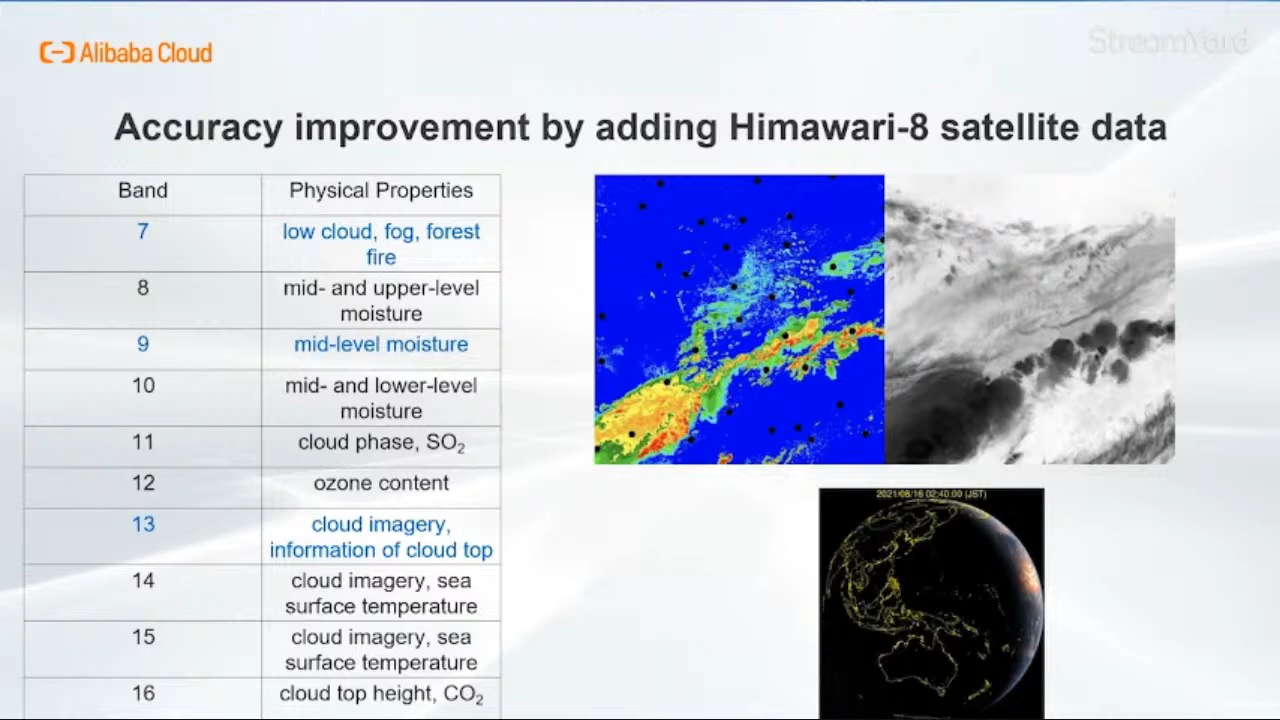 Alibaba Cloud
StreamYard
Accuracy improvement by adding Himawari-8 satellite data
Band Physical Properties
7 low cloud, fog, forest
fire
8 mid- and upper-level
moisture
9 mid-level moisture
10 mid- and lower-level
moisture
11 cloud phase, SO₂
12 ozone content
13 cloud imagery,
information of cloud top
14 cloud imagery, sea
surface temperature
15 cloud imagery, sea
surface temperature
16 cloud top height, CO₂
2021/08/16 02:40:00 (JST)